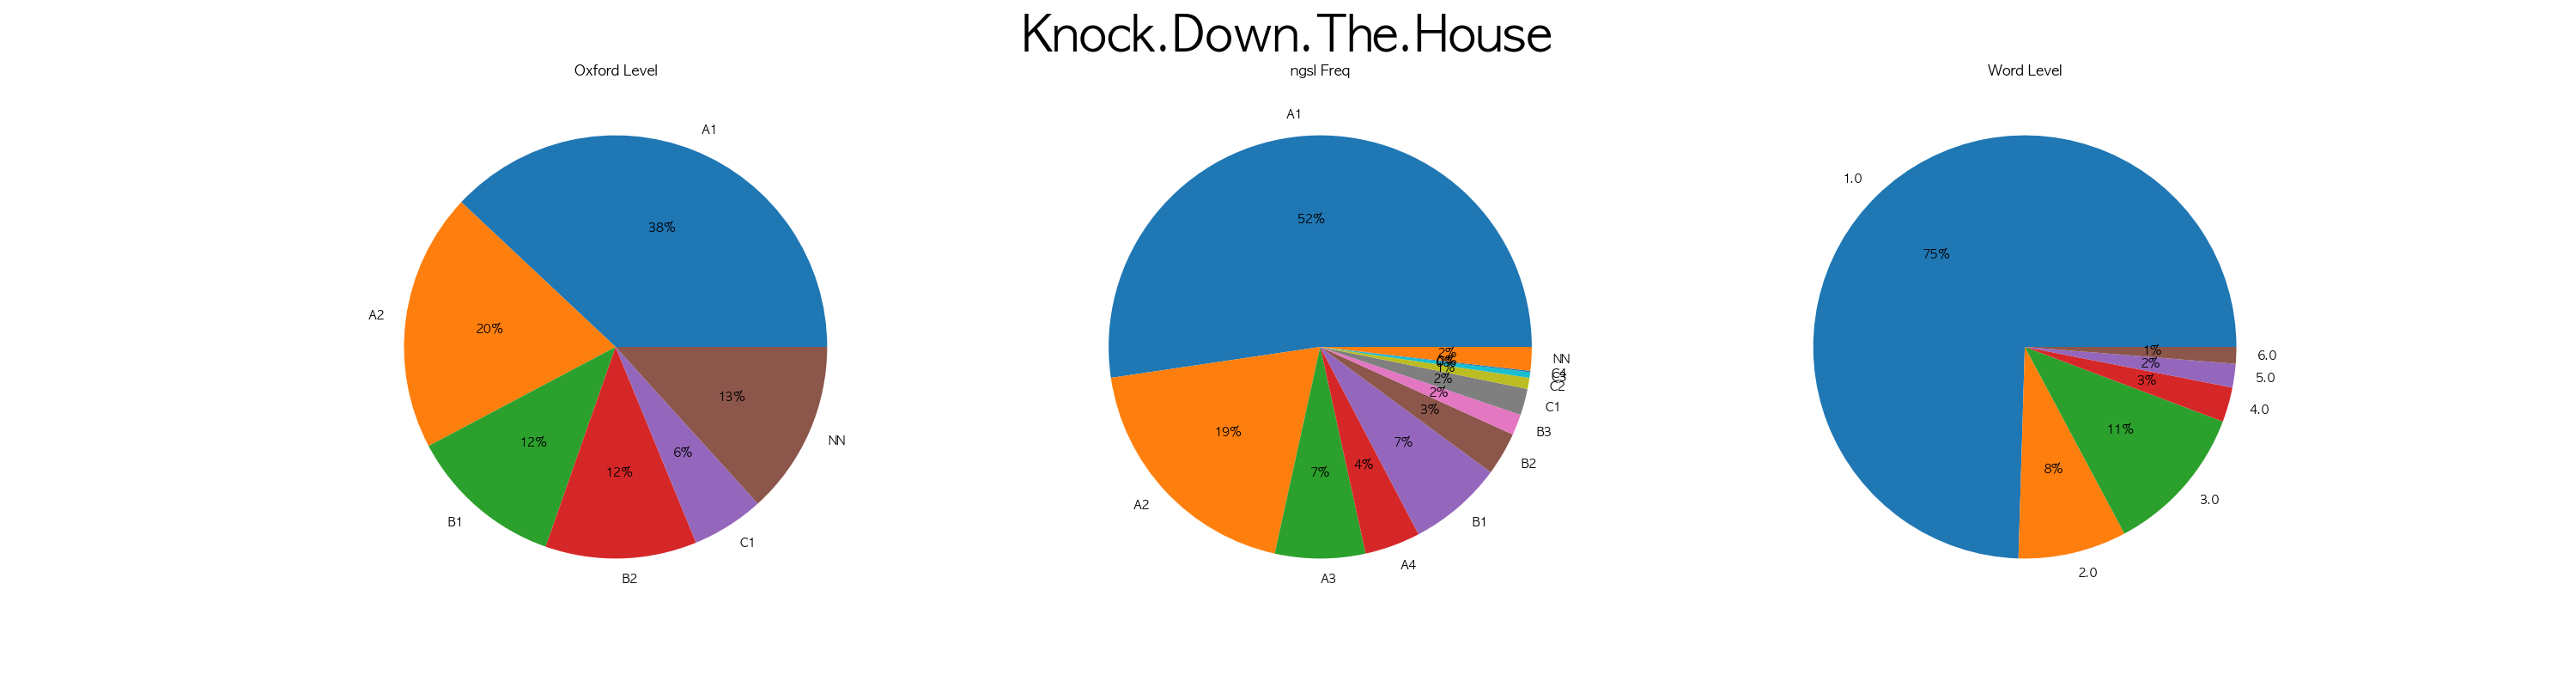 Knock.Down.The.House
Oxford Level
A1
38%
A2
20%
B1
12%
B2
12%
C1
6%
NN
13%
ngsl Freq
A1
52%
A2
19%
A3
7%
A4
4%
B1
7%
B2
3%
B3
2%
C1
2%
C2
1%
C3
C4
NN
2%
Word Level
1.0
75%
2.0
8%
3.0
11%
4.0
3%
5.0
2%
6.0
1%